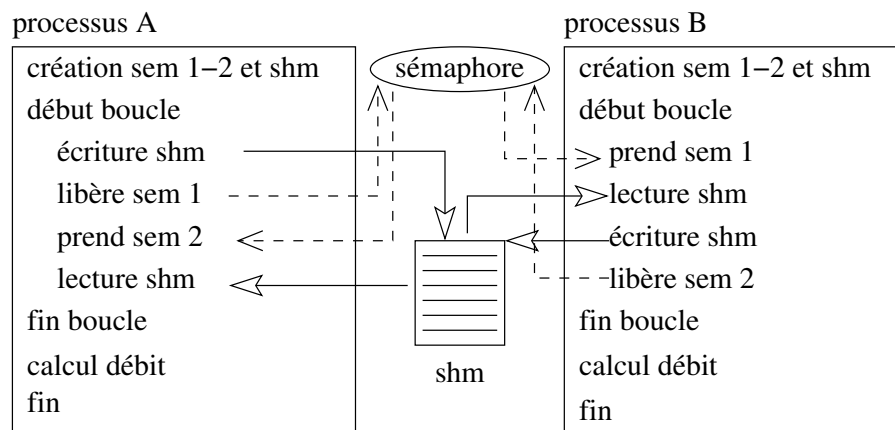 processus A
création sem 1−2 et shm
début boucle
écriture shm
libère sem 1
prend sem 2
lecture shm
fin boucle
calcul débit
fin
sémaphore
shm
processus B
création sem 1−2 et shm
début boucle
prend sem 1
lecture shm
écriture shm
libère sem 2
fin boucle
calcul débit
fin